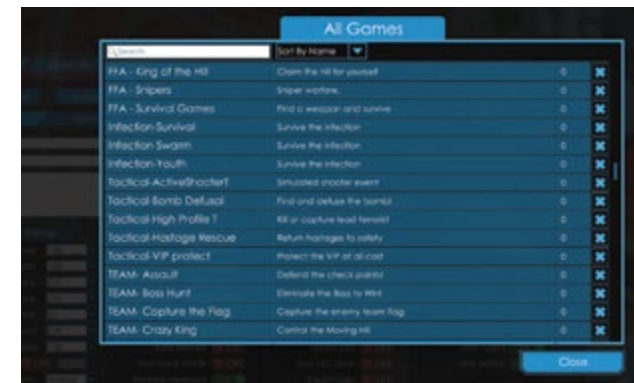 All Games
Search Sort By Name
FFA - King of the Hill Claim the hill for yourself 0
FFA - Snipers Sniper warfare. 0
FFA - Survival Games Find a weapon and survive 0
Infection-Survival Survive the infection 0
Infection-Swarm Survive the infection 0
Infection-Youth Survive the infection 0
Tactical-ActiveShooterT Simulated shooter event 0
Tactical-Bomb Defusal Find and defuse the bombs! 0
Tactical-High Profile T Kill or capture lead terrorist 0
Tactical-Hostage Rescue Return hostages to safety 0
Tactical-VIP protect Protect the VIP at all cost 0
TEAM- Assault Defend the check points! 0
TEAM- Boss Hunt Eliminate the Boss to Win! 0
TEAM- Capture the Flag Capture the enemy team flag 0
TEAM- Crazy King Control the Moving Hill 0
Close